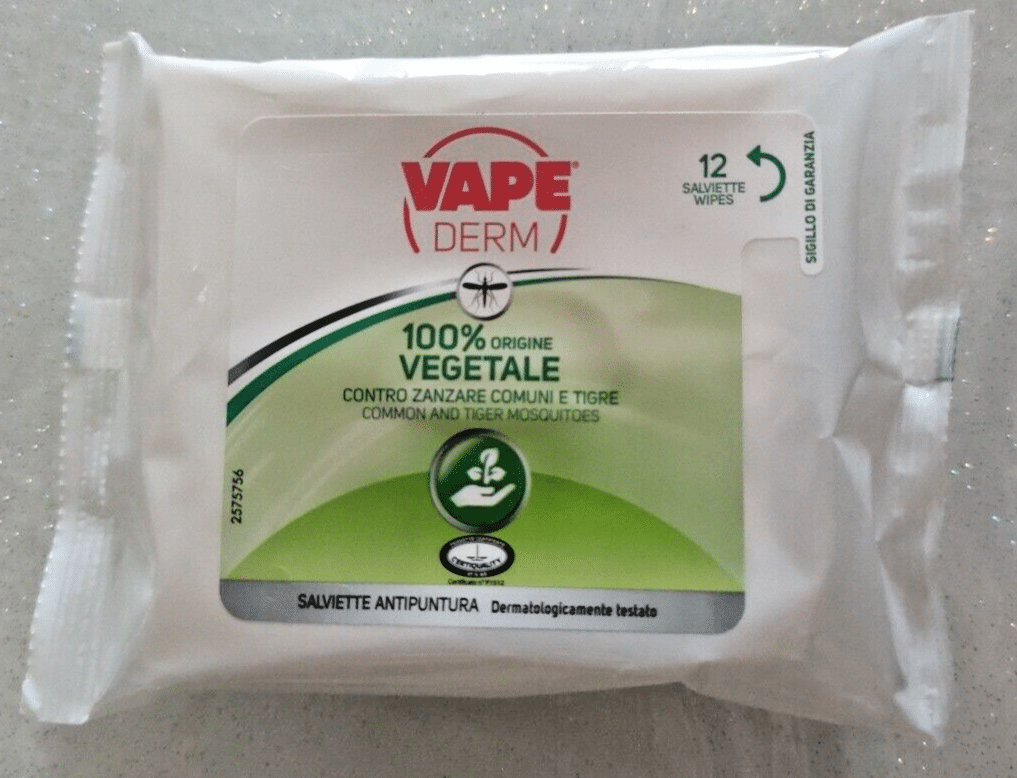 VAPE®
DERM
12
SALVIETTE
WIPES
SIGILLO DI GARANZIA
100% ORIGINE
VEGETALE
CONTRO ZANZARE COMUNI E TIGRE
COMMON AND TIGER MOSQUITOES
2575756
CERTIQUALITY
SALVIETTE ANTIPUNTURA Dermatologicamente testato